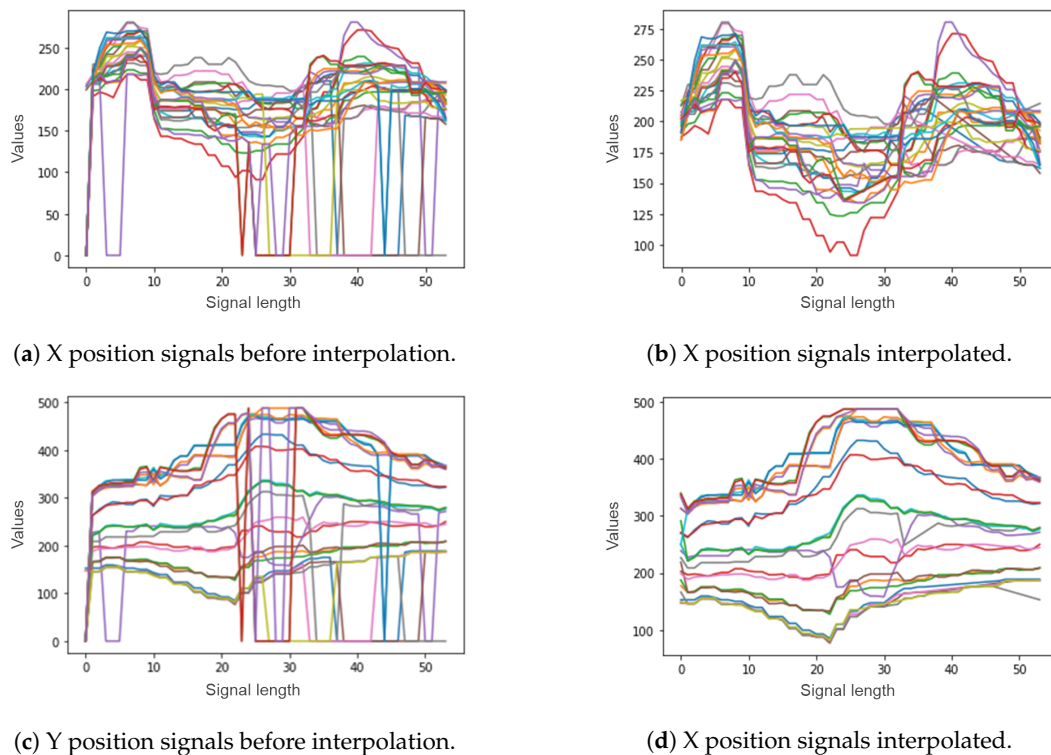 250
200
150
100
50
0
Values
0 10 20 30 40 50
Signal length
(a) X position signals before interpolation.
275
250
225
200
175
150
125
100
Values
0 10 20 30 40 50
Signal length
(b) X position signals interpolated.
500
400
300
200
100
0
Values
0 10 20 30 40 50
Signal length
(c) Y position signals before interpolation.
500
400
300
200
100
Values
0 10 20 30 40 50
Signal length
(d) X position signals interpolated.